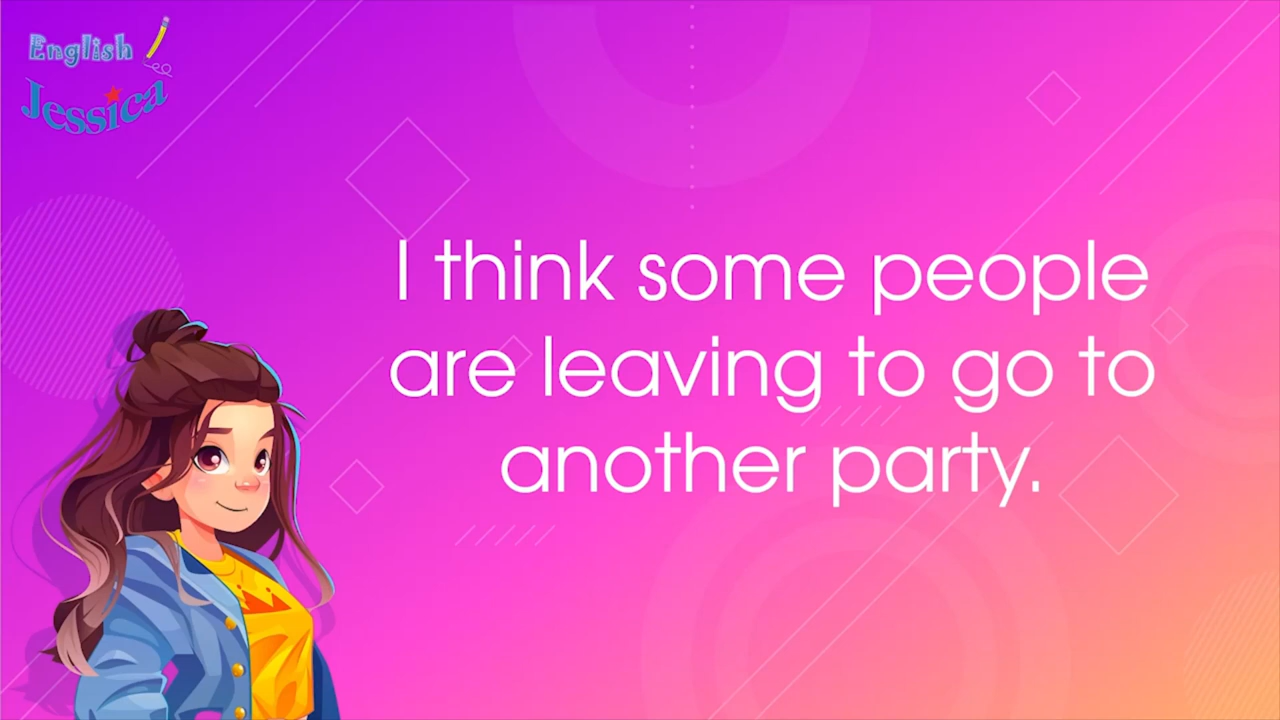 English
Jessica
I think some people
are leaving to go to
another party.